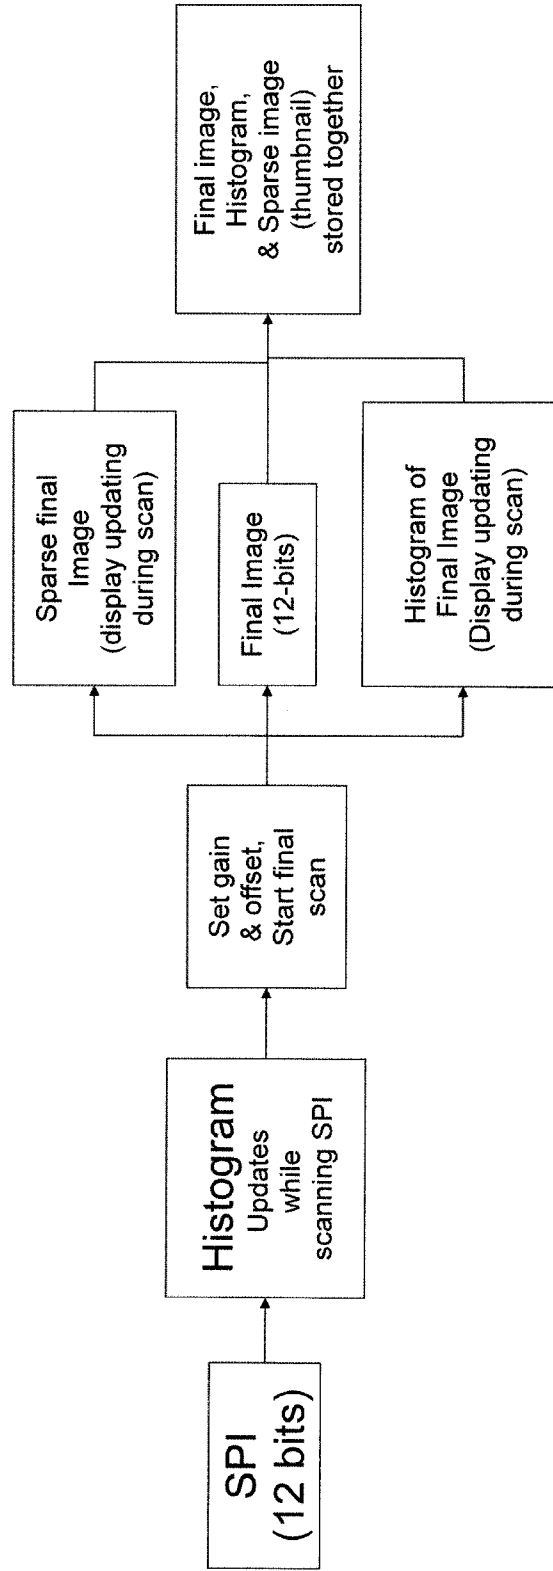 SPI
(12 bits)
Histogram
Updates
while
scanning SPI
Set gain
& offset,
Start final
scan
Sparse final
Image
(display updating
during scan)
Final Image
(12-bits)
Histogram of
Final Image
(Display updating
during scan)
Final image,
Histogram,
& Sparse image
(thumbnail)
stored together